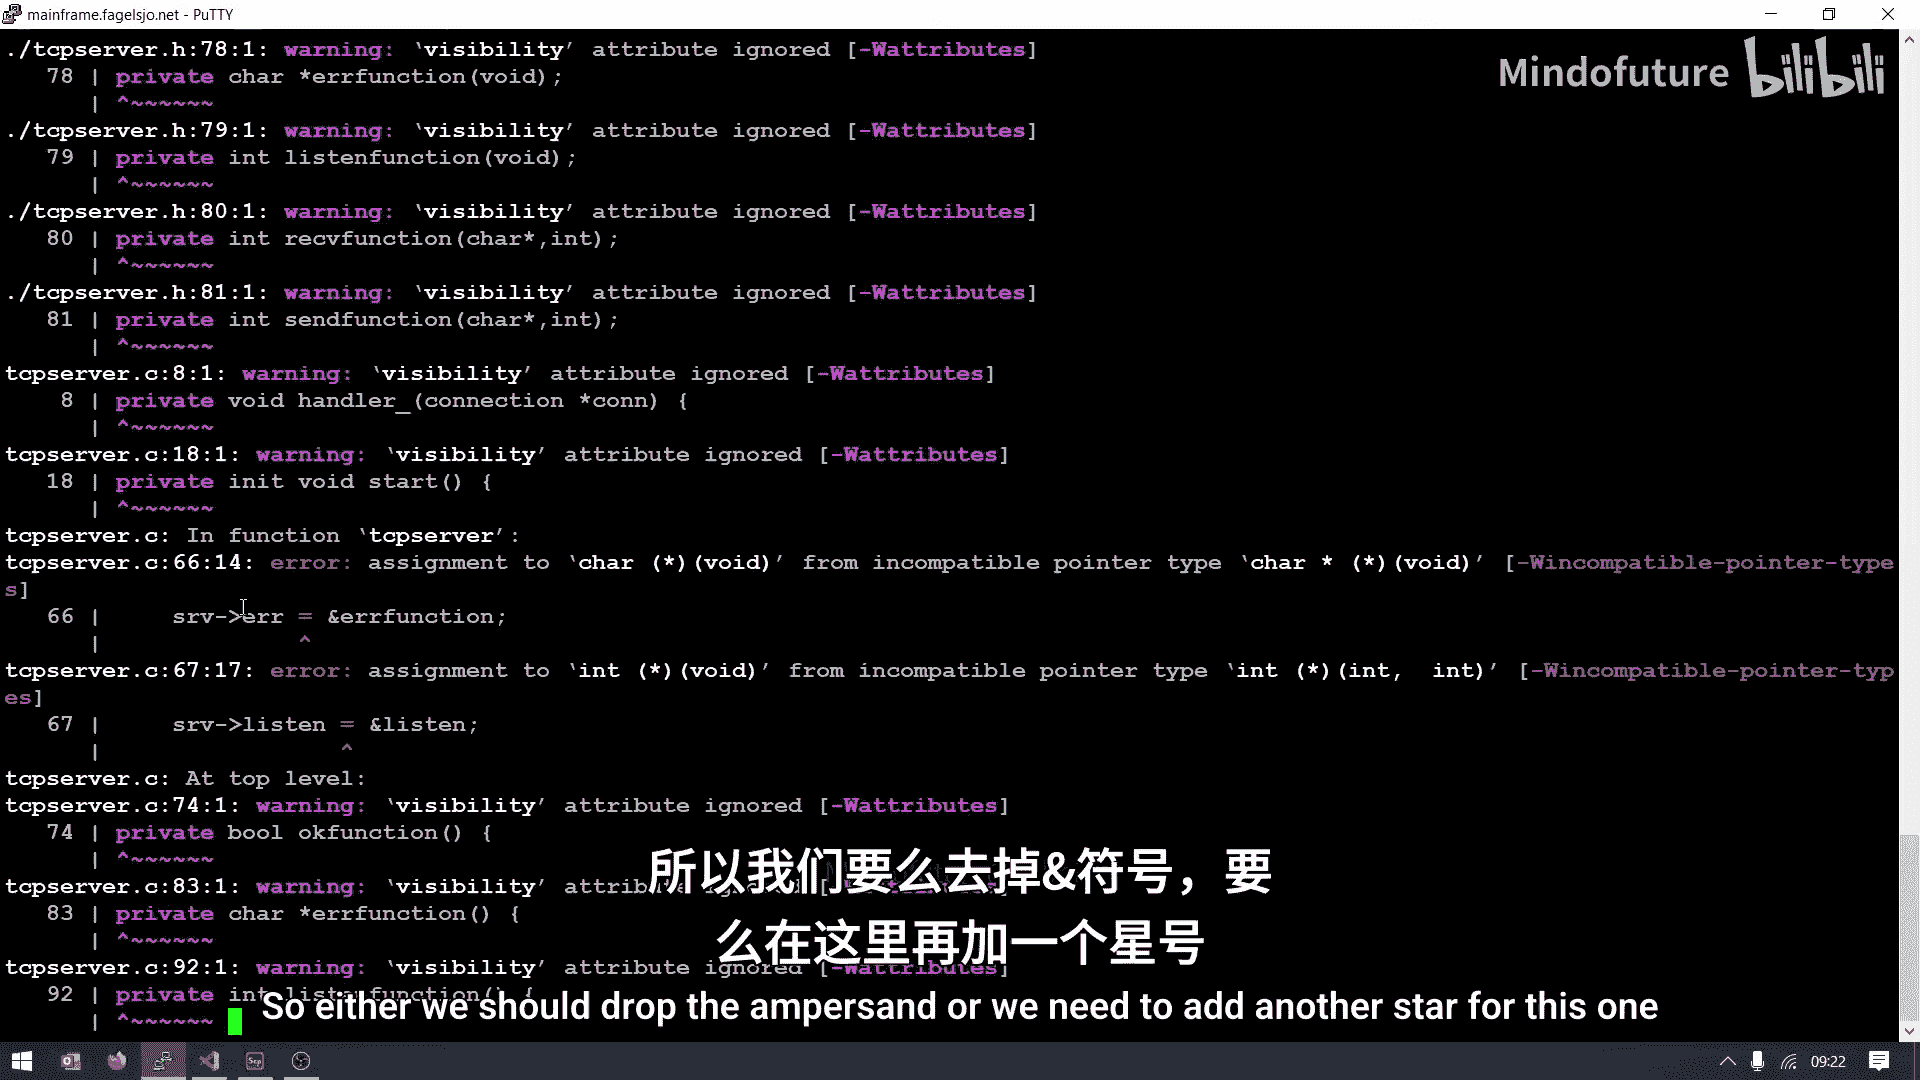 mainframe.fagelsjo.net - PuTTY
./tcpserver.h:78:1: warning: ‘visibility’ attribute ignored [-Wattributes]
78 | private char *errfunction(void);
| ^~~~~~~
./tcpserver.h:79:1: warning: ‘visibility’ attribute ignored [-Wattributes]
79 | private int listenfunction(void);
| ^~~~~~~
./tcpserver.h:80:1: warning: ‘visibility’ attribute ignored [-Wattributes]
80 | private int recvfunction(char*,int);
| ^~~~~~~
./tcpserver.h:81:1: warning: ‘visibility’ attribute ignored [-Wattributes]
81 | private int sendfunction(char*,int);
| ^~~~~~~
tcpserver.c:8:1: warning: ‘visibility’ attribute ignored [-Wattributes]
8 | private void handler_(connection *conn) {
| ^~~~~~~
tcpserver.c:18:1: warning: ‘visibility’ attribute ignored [-Wattributes]
18 | private init void start() {
| ^~~~~~~
tcpserver.c: In function ‘tcpserver’:
tcpserver.c:66:14: error: assignment to ‘char (*)(void)’ from incompatible pointer type ‘char * (*)(void)’ [-Wincompatible-pointer-type
s]
66 | srv->err = &errfunction;
| ^
tcpserver.c:67:17: error: assignment to ‘int (*)(void)’ from incompatible pointer type ‘int (*)(int, int)’ [-Wincompatible-pointer-typ
es]
67 | srv->listen = &listen;
| ^
tcpserver.c: At top level:
tcpserver.c:74:1: warning: ‘visibility’ attribute ignored [-Wattributes]
74 | private bool okfunction() {
| ^~~~~~~
tcpserver.c:83:1: warning: ‘visibility’ attribute ignored [-Wattributes]
83 | private char *errfunction() {
| ^~~~~~~
tcpserver.c:92:1: warning: ‘visibility’ attribute ignored [-Wattributes]
92 | private int listenfunction() {
| ^~~~~~~
Mindofuture bilibili
所以我们要么去掉&符号，要
么在这里再加一个星号
So either we should drop the ampersand or we need to add another star for this one
09:22